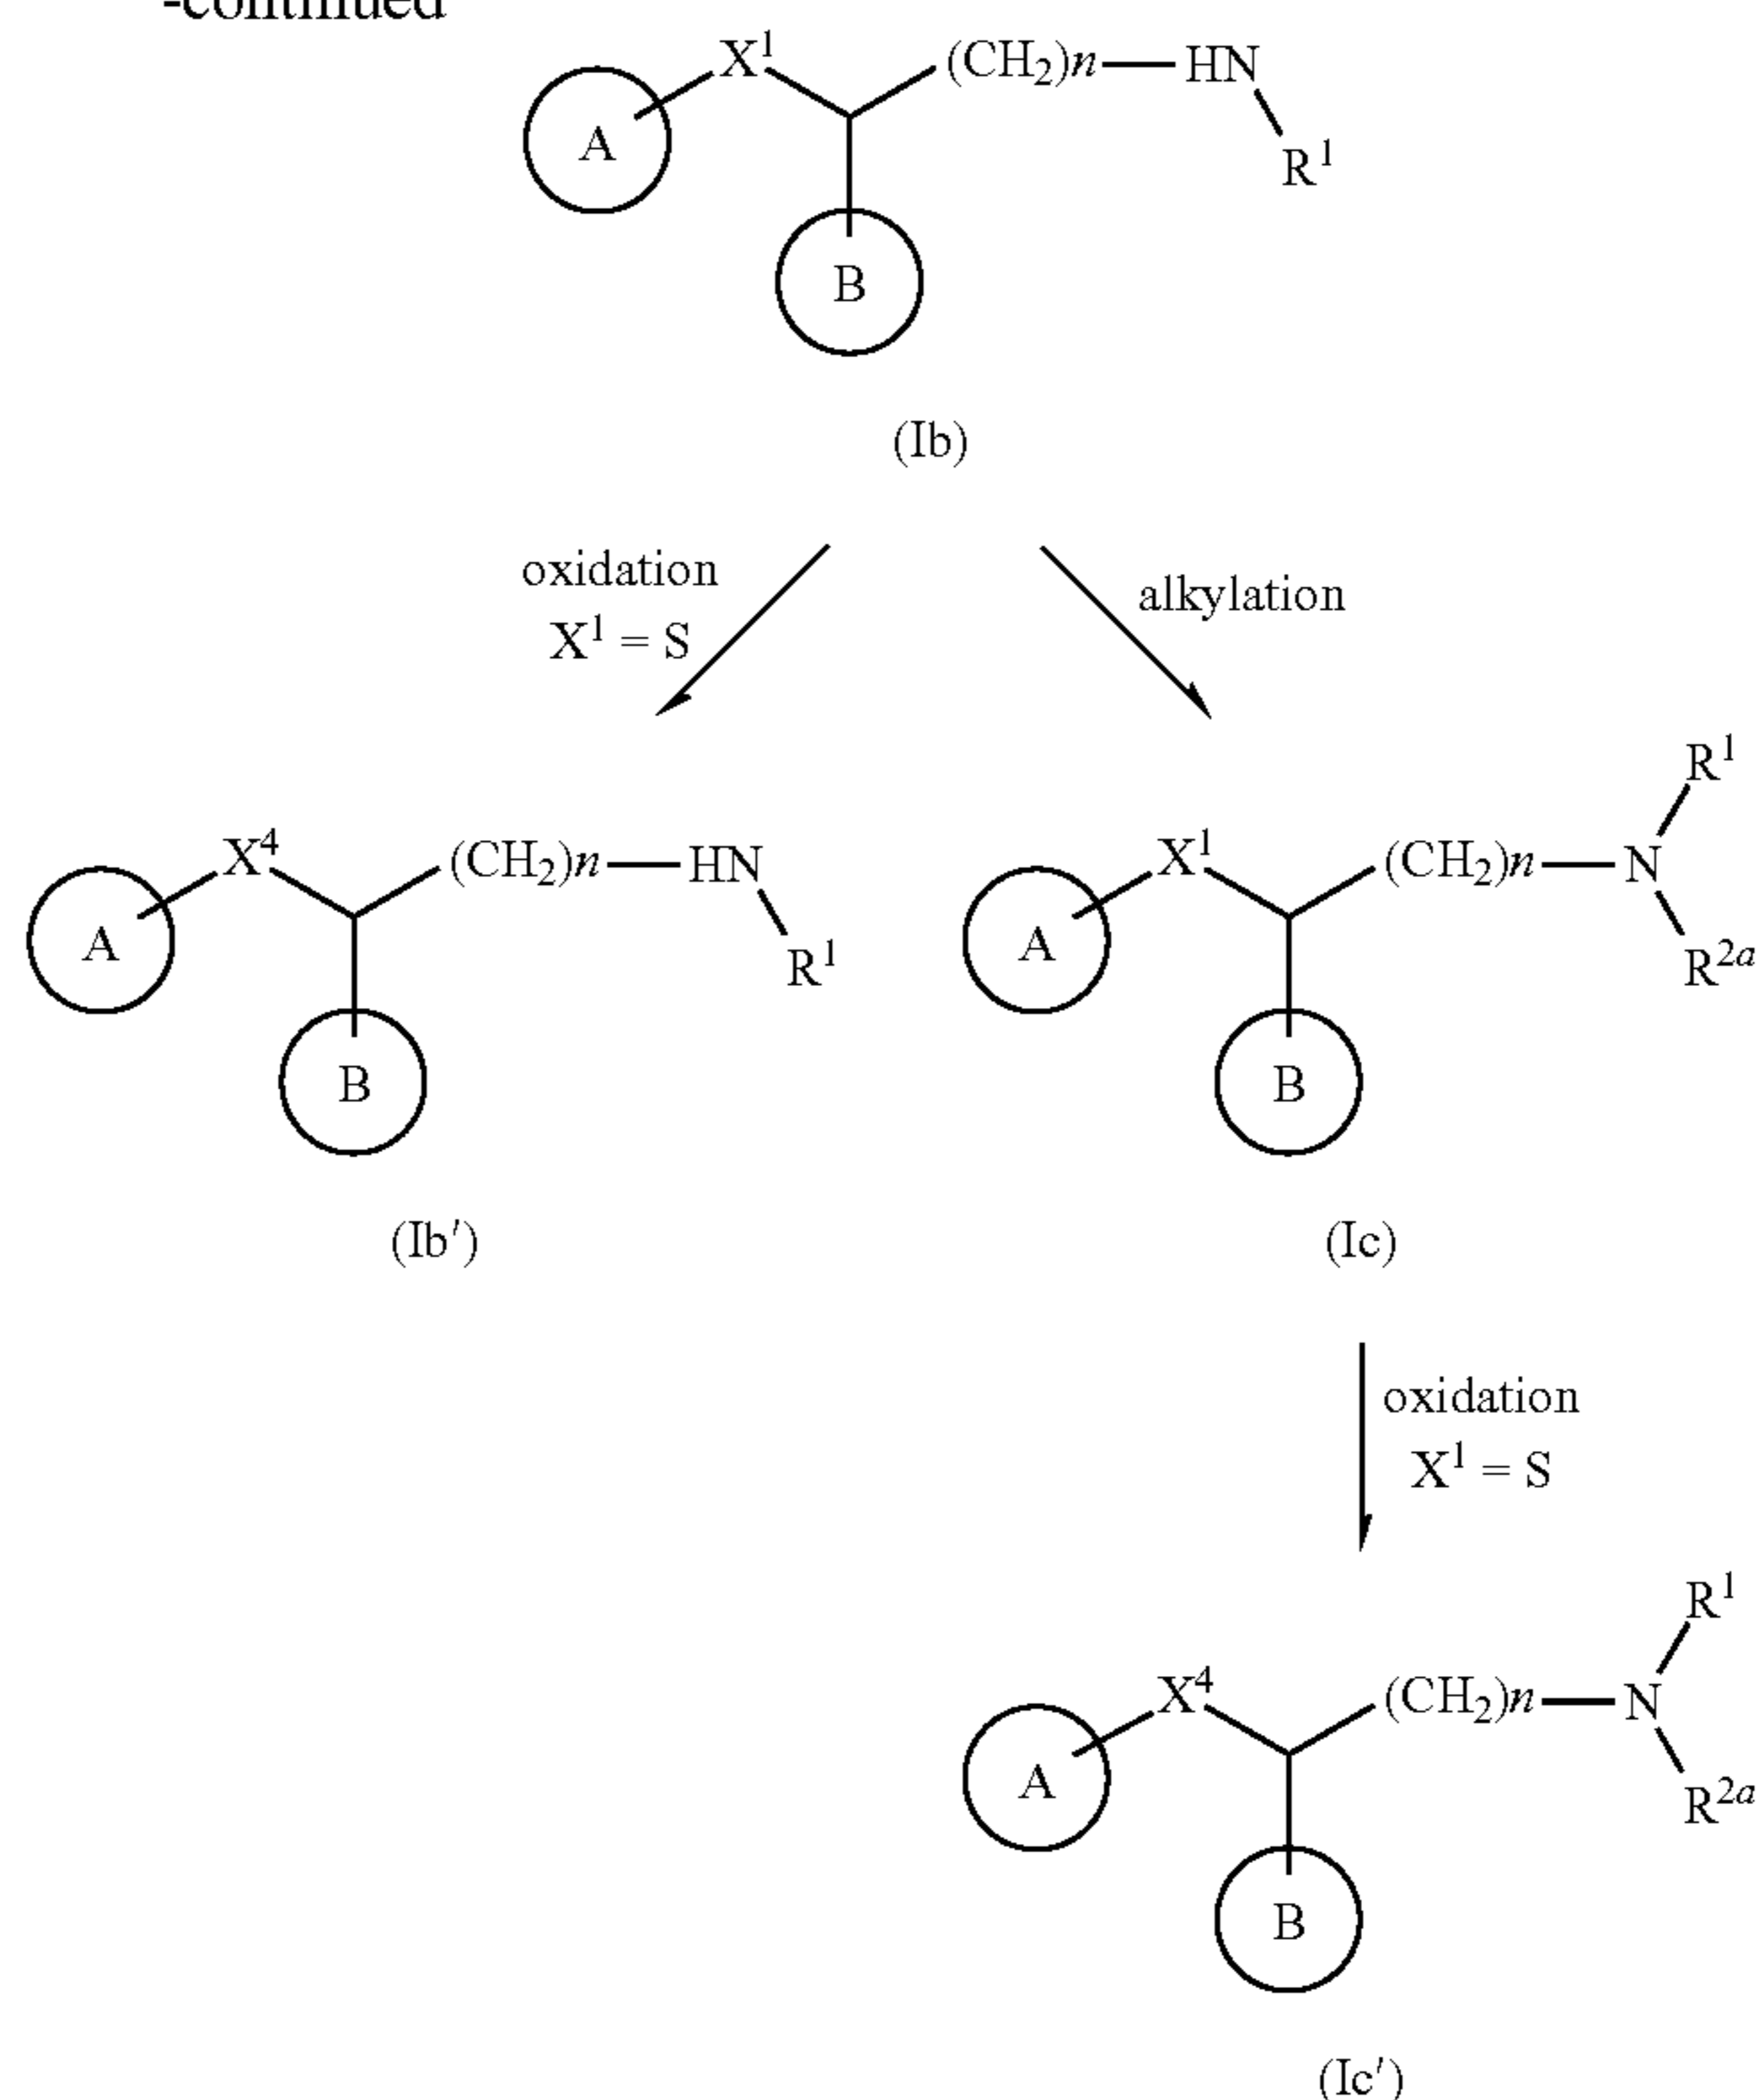 -continued
X¹ (CH₂)n HN
A R¹
B
(Ib)
oxidation
X¹ = S
alkylation
R¹
X⁴ (CH₂)n HN
A R¹
B
(Ib′)
X¹ (CH₂)n N
A R²ᵃ
B
(Ic)
oxidation
X¹ = S
R¹
X⁴ (CH₂)n N
A R²ᵃ
B
(Ic′)